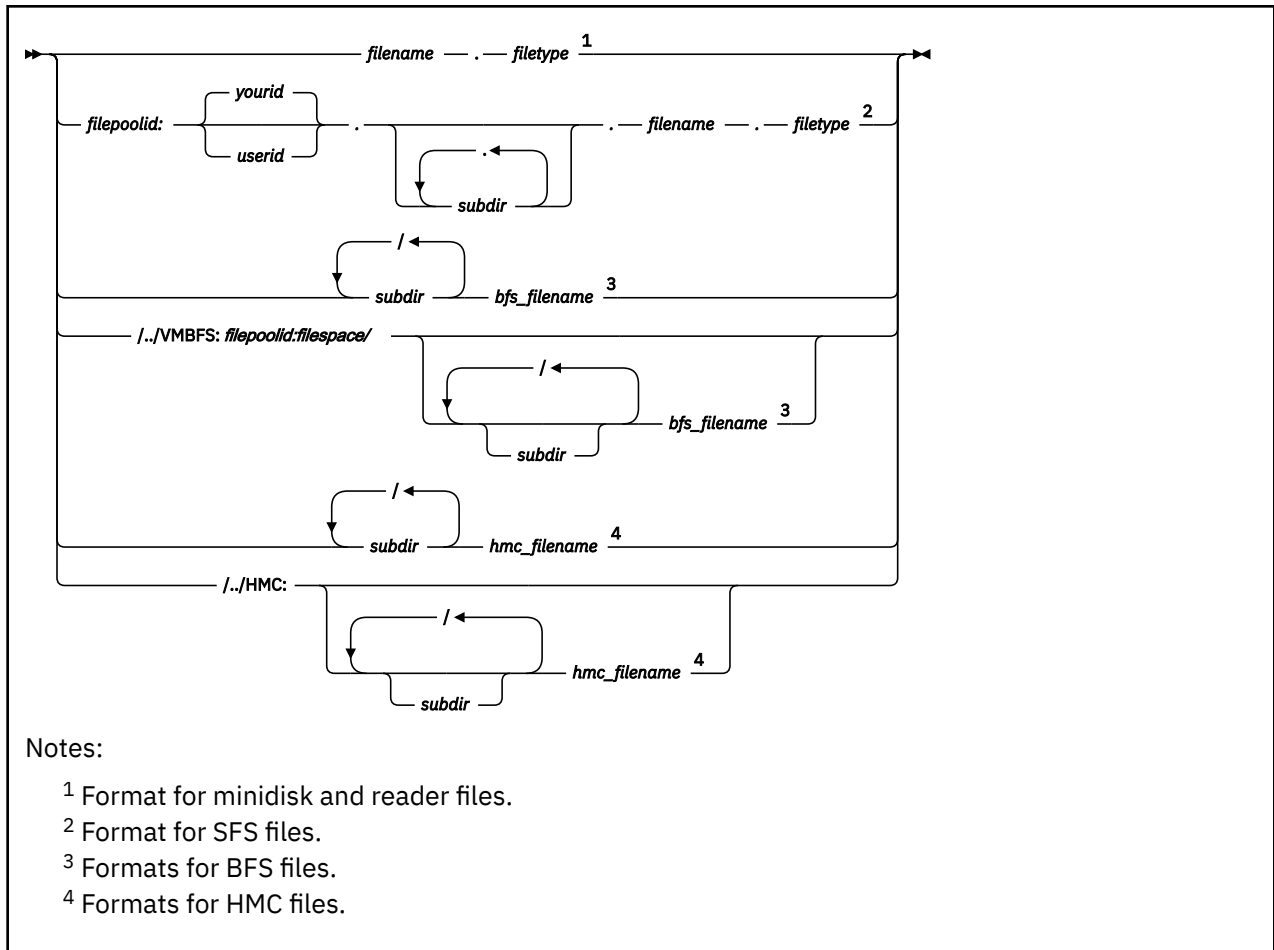 filename . filetype 1
yourid
filepoolid: . . filename . filetype 2
userid
.
subdir
/
subdir bfs_filename 3
/../VMBFS: filepoolid:filespace/
/
bfs_filename 3
subdir
/
subdir hmc_filename 4
/../HMC:
/
hmc_filename 4
subdir
Notes:
1 Format for minidisk and reader files.
2 Format for SFS files.
3 Formats for BFS files.
4 Formats for HMC files.